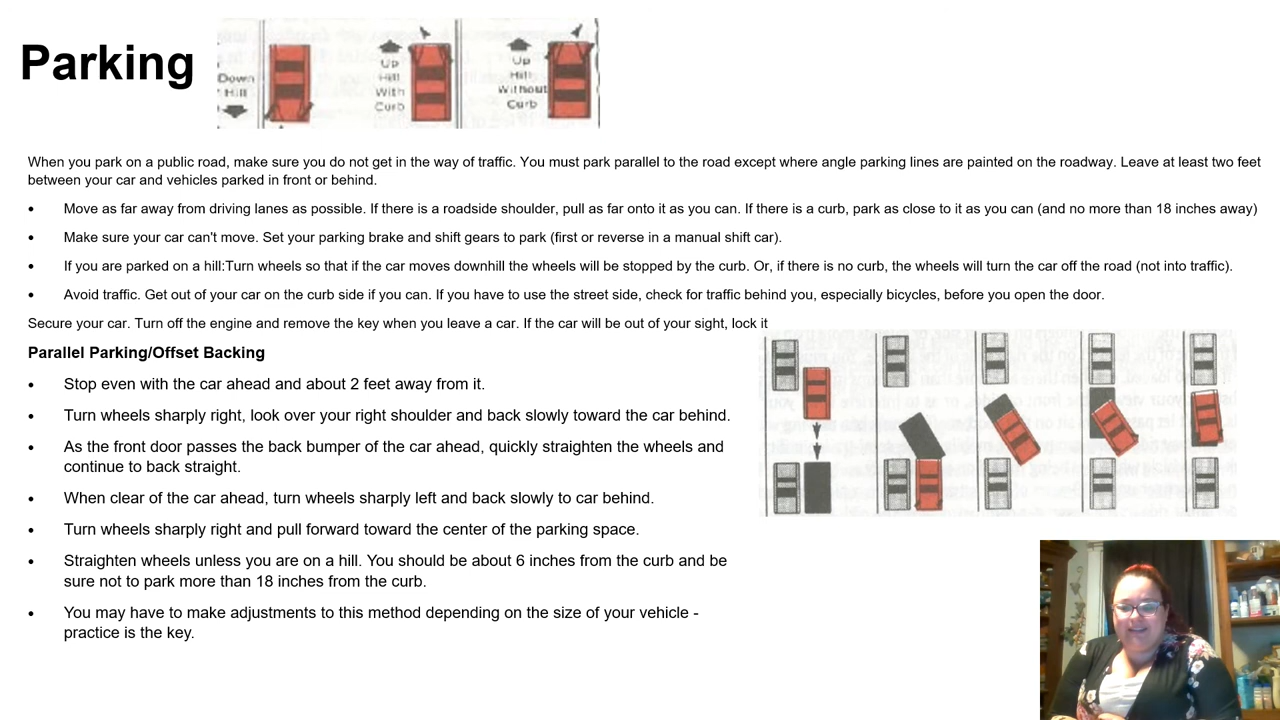 Parking
Down
Hill
Up
Hill
With
Curb
Up
Hill
Without
Curb
When you park on a public road, make sure you do not get in the way of traffic. You must park parallel to the road except where angle parking lines are painted on the roadway. Leave at least two feet
between your car and vehicles parked in front or behind.
• Move as far away from driving lanes as possible. If there is a roadside shoulder, pull as far onto it as you can. If there is a curb, park as close to it as you can (and no more than 18 inches away)
• Make sure your car can't move. Set your parking brake and shift gears to park (first or reverse in a manual shift car).
• If you are parked on a hill:Turn wheels so that if the car moves downhill the wheels will be stopped by the curb. Or, if there is no curb, the wheels will turn the car off the road (not into traffic).
• Avoid traffic. Get out of your car on the curb side if you can. If you have to use the street side, check for traffic behind you, especially bicycles, before you open the door.
Secure your car. Turn off the engine and remove the key when you leave a car. If the car will be out of your sight, lock it
Parallel Parking/Offset Backing
• Stop even with the car ahead and about 2 feet away from it.
• Turn wheels sharply right, look over your right shoulder and back slowly toward the car behind.
• As the front door passes the back bumper of the car ahead, quickly straighten the wheels and
continue to back straight.
• When clear of the car ahead, turn wheels sharply left and back slowly to car behind.
• Turn wheels sharply right and pull forward toward the center of the parking space.
• Straighten wheels unless you are on a hill. You should be about 6 inches from the curb and be
sure not to park more than 18 inches from the curb.
• You may have to make adjustments to this method depending on the size of your vehicle -
practice is the key.